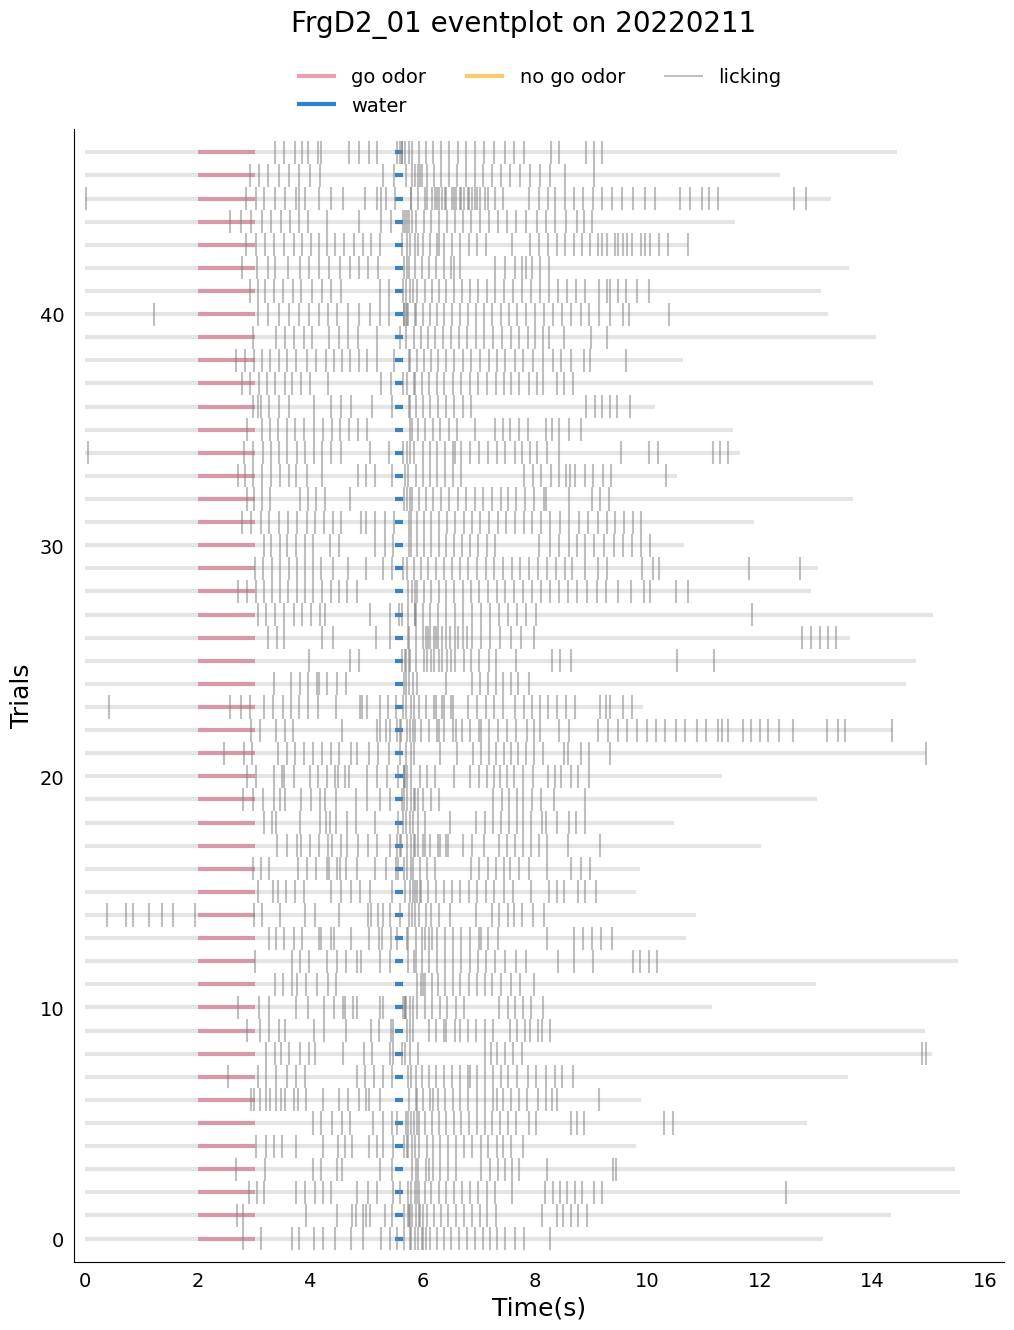 FrgD2_01 eventplot on 20220211
go odor
no go odor
licking
water
Trials
40
30
20
10
0
0 2 4 6 8 10 12 14 16
Time(s)